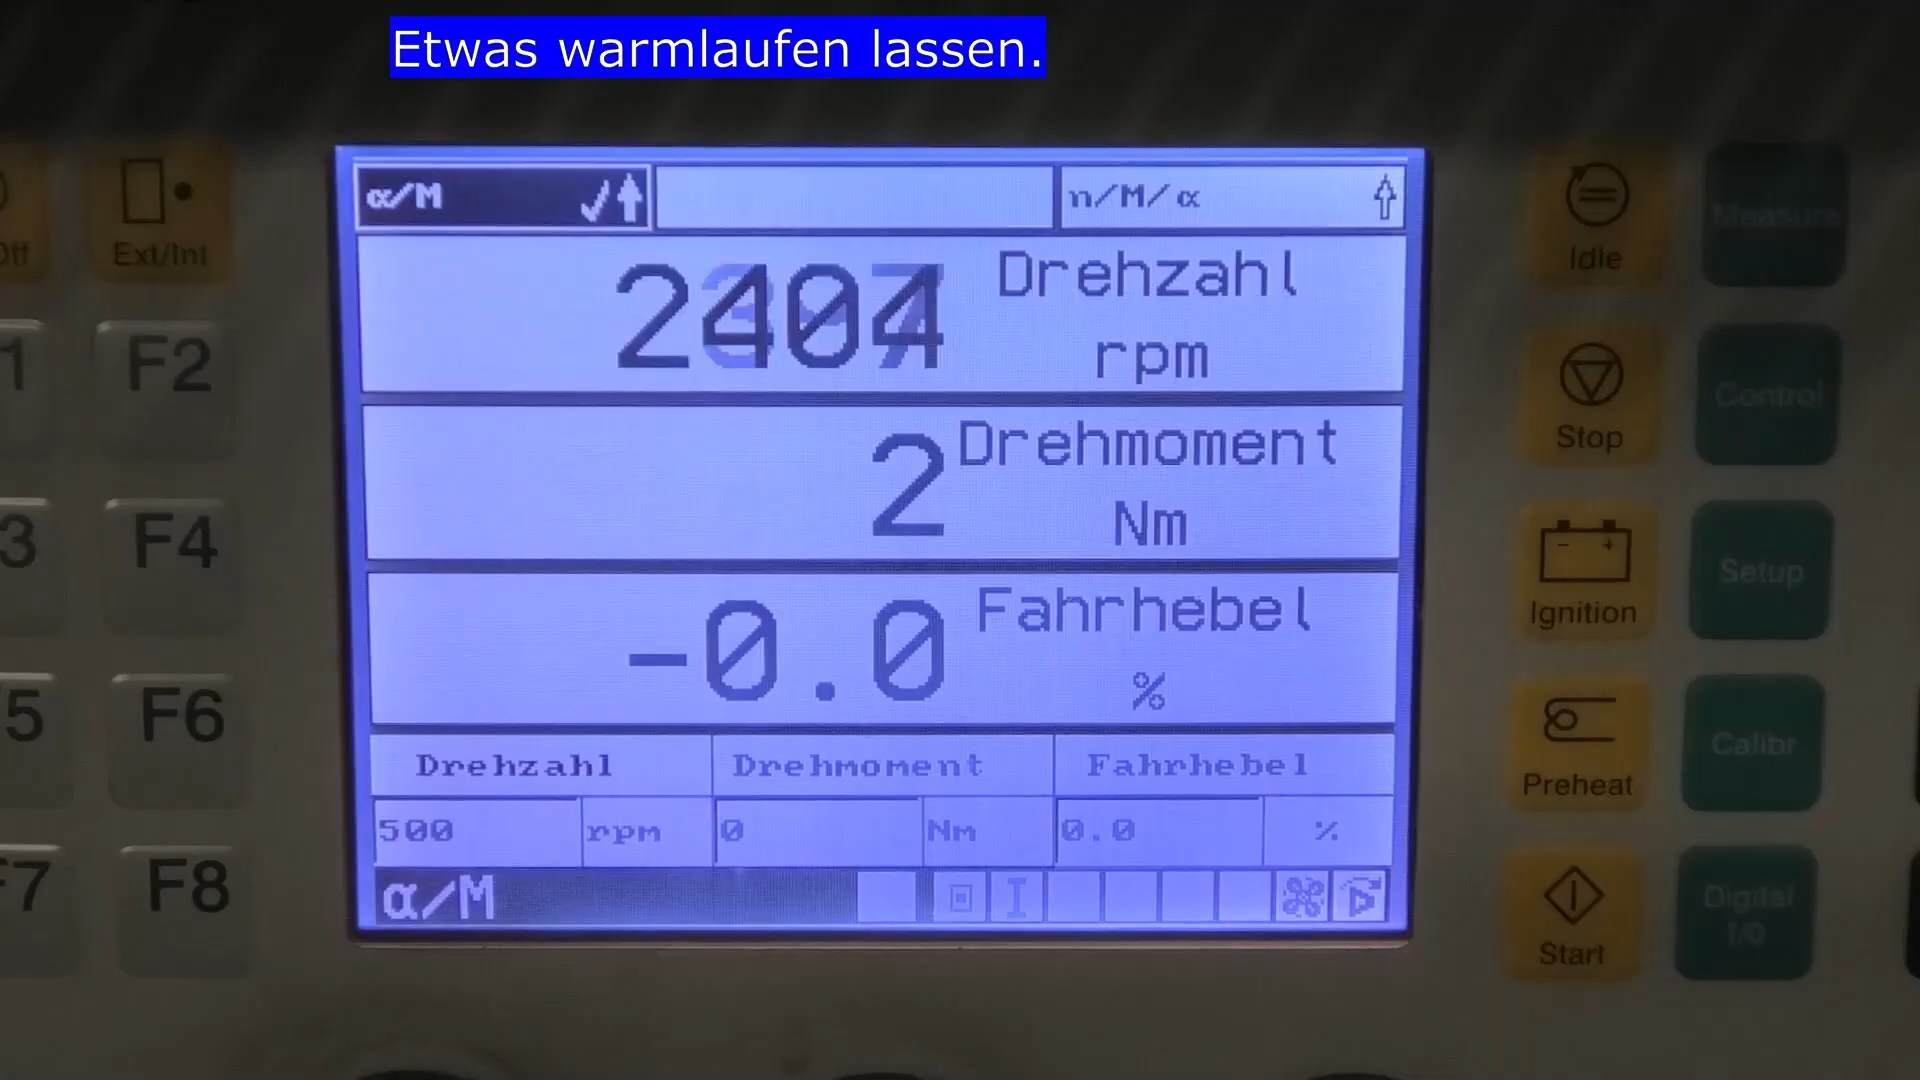 Etwas warmlaufen lassen.
α/M
n/M/α
2404 Drehzahl
rpm
2 Drehmoment
Nm
-0.0 Fahrhebel
%
Drehzahl Drehmoment Fahrhebel
500 rpm 0 Nm 0.0 %
α/M
Ext/Int
F2
F4
F6
F8
Idle
Stop
Ignition
Preheat
Start
Measure
Control
Setup
Calibr
Digital
I/O